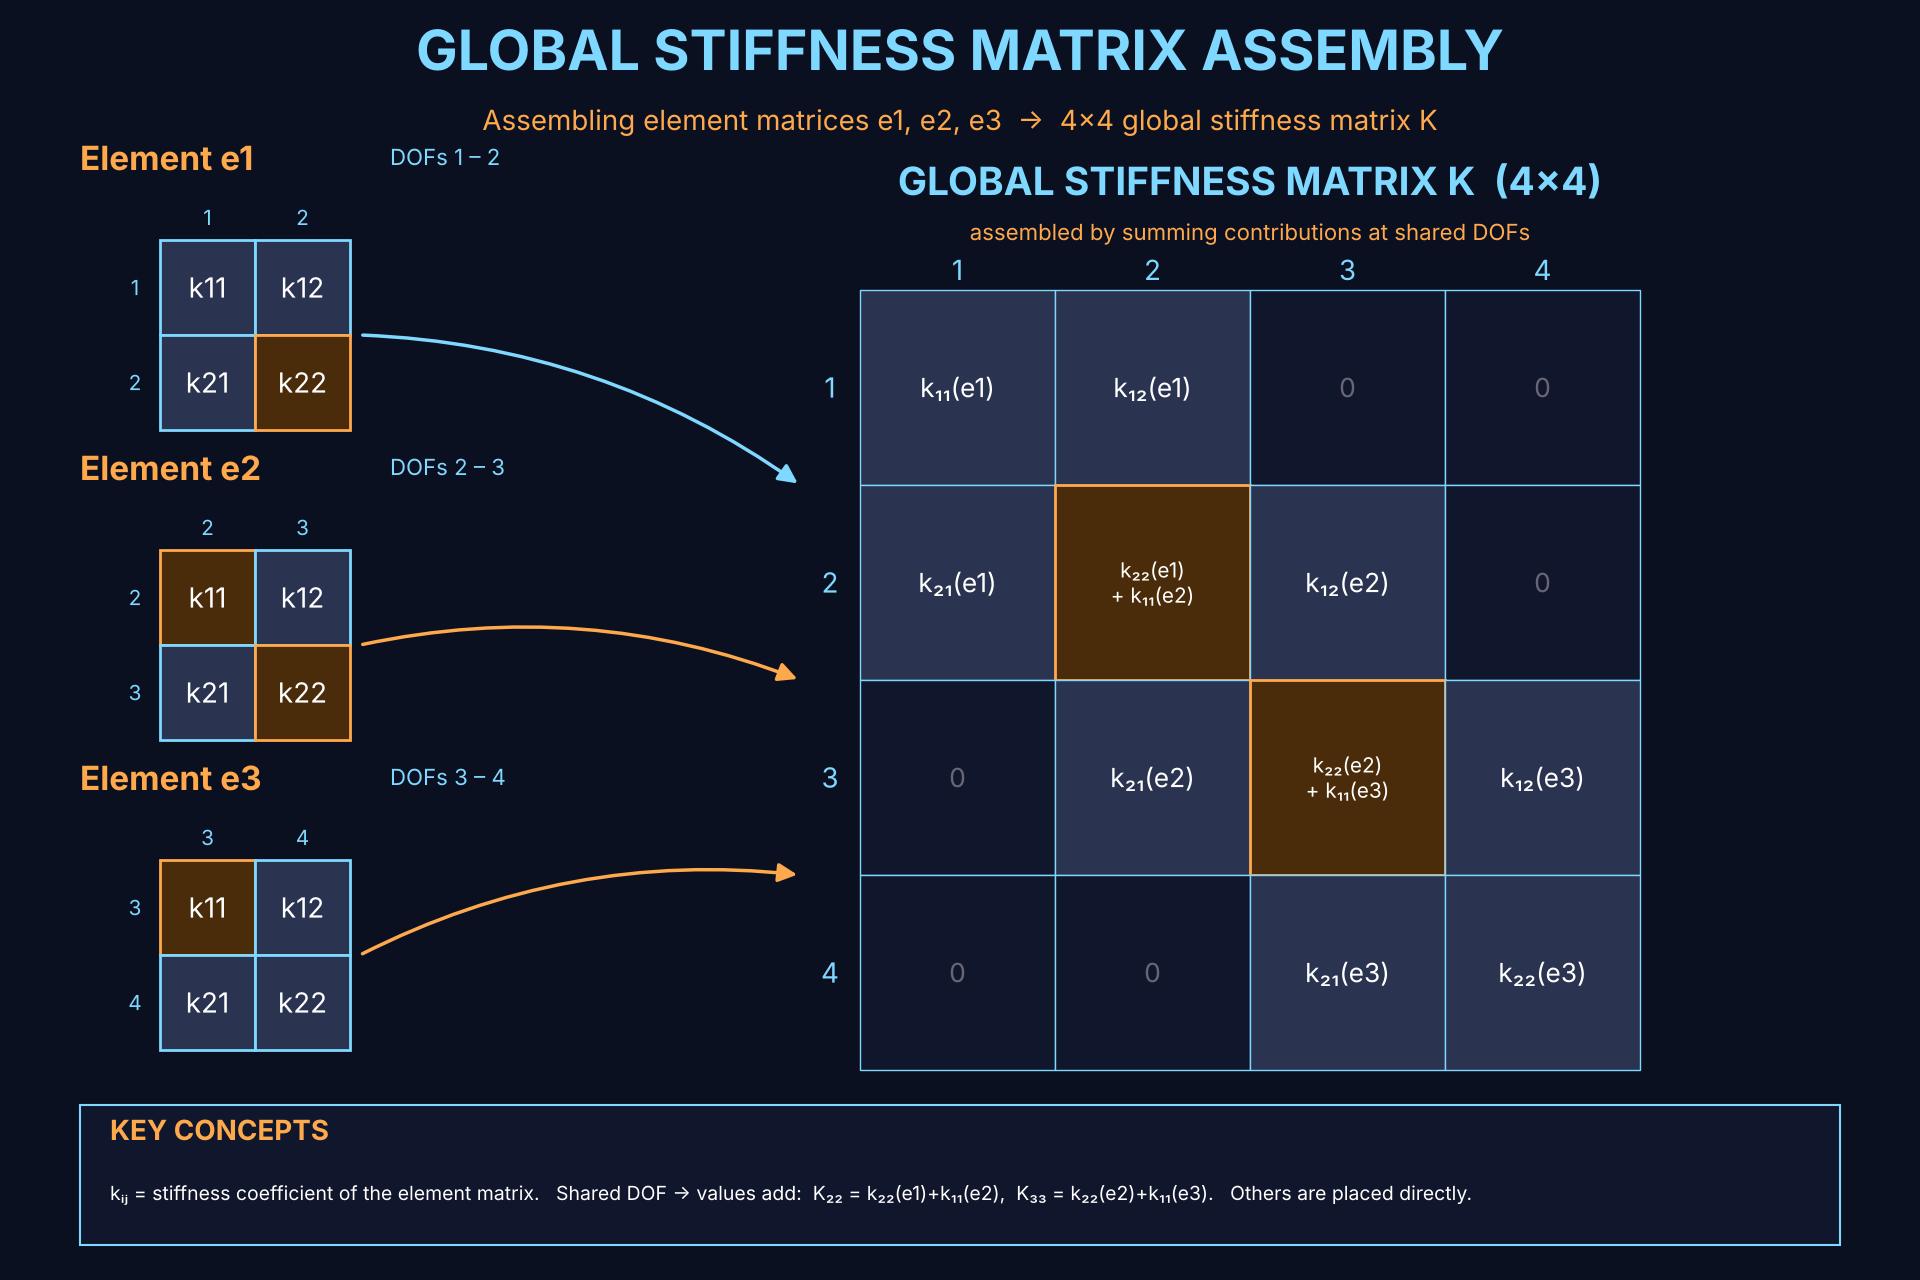 GLOBAL STIFFNESS MATRIX ASSEMBLY
Assembling element matrices e1, e2, e3 → 4×4 global stiffness matrix K
Element e1 DOFs 1 – 2
1 2
1 k11 k12
2 k21 k22
Element e2 DOFs 2 – 3
2 3
2 k11 k12
3 k21 k22
Element e3 DOFs 3 – 4
3 4
3 k11 k12
4 k21 k22
GLOBAL STIFFNESS MATRIX K (4×4)
assembled by summing contributions at shared DOFs
1 2 3 4
1 k₁₁(e1) k₁₂(e1) 0 0
2 k₂₁(e1) k₂₂(e1) + k₁₁(e2) k₁₂(e2) 0
3 0 k₂₁(e2) k₂₂(e2) + k₁₁(e3) k₁₂(e3)
4 0 0 k₂₁(e3) k₂₂(e3)
KEY CONCEPTS
kᵢⱼ = stiffness coefficient of the element matrix. Shared DOF → values add: K₂₂ = k₂₂(e1)+k₁₁(e2), K₃₃ = k₂₂(e2)+k₁₁(e3). Others are placed directly.